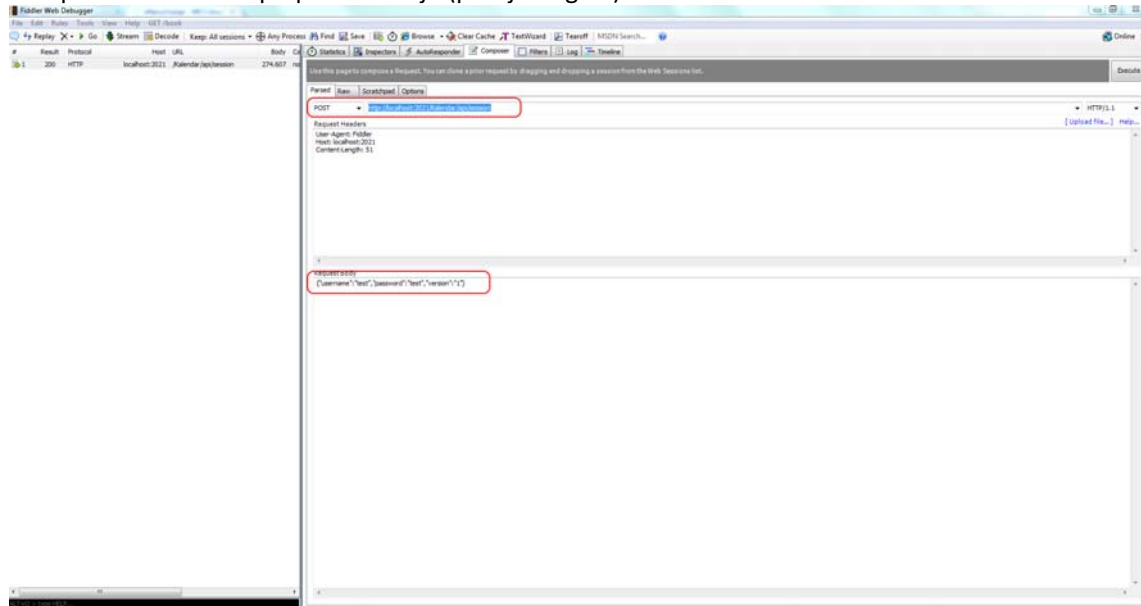 Fiddler Web Debugger
File Edit Rules Tools View Help GET /book
Replay X Go Stream Decode Keep: All sessions Any Process Find Save Browse Clear Cache TextWizard Tearoff MSDN Search... Online
# Result Protocol Host URL Body
1 200 HTTP localhost:2021 /Kalendar/api/session 274.607
Statistics Inspectors AutoResponder Composer Filters Log Timeline
Use this page to compose a Request. You can clone a prior request by dragging and dropping a session from the Web Sessions list.
Execute
Parsed Raw Scratchpad Options
POST http://localhost:2021/Kalendar/api/session HTTP/1.1
Request Headers [Upload file...] Help...
User-Agent: Fiddler
Host: localhost:2021
Content-Length: 51
Request Body
{"username":"test","password":"test","version":"1"}